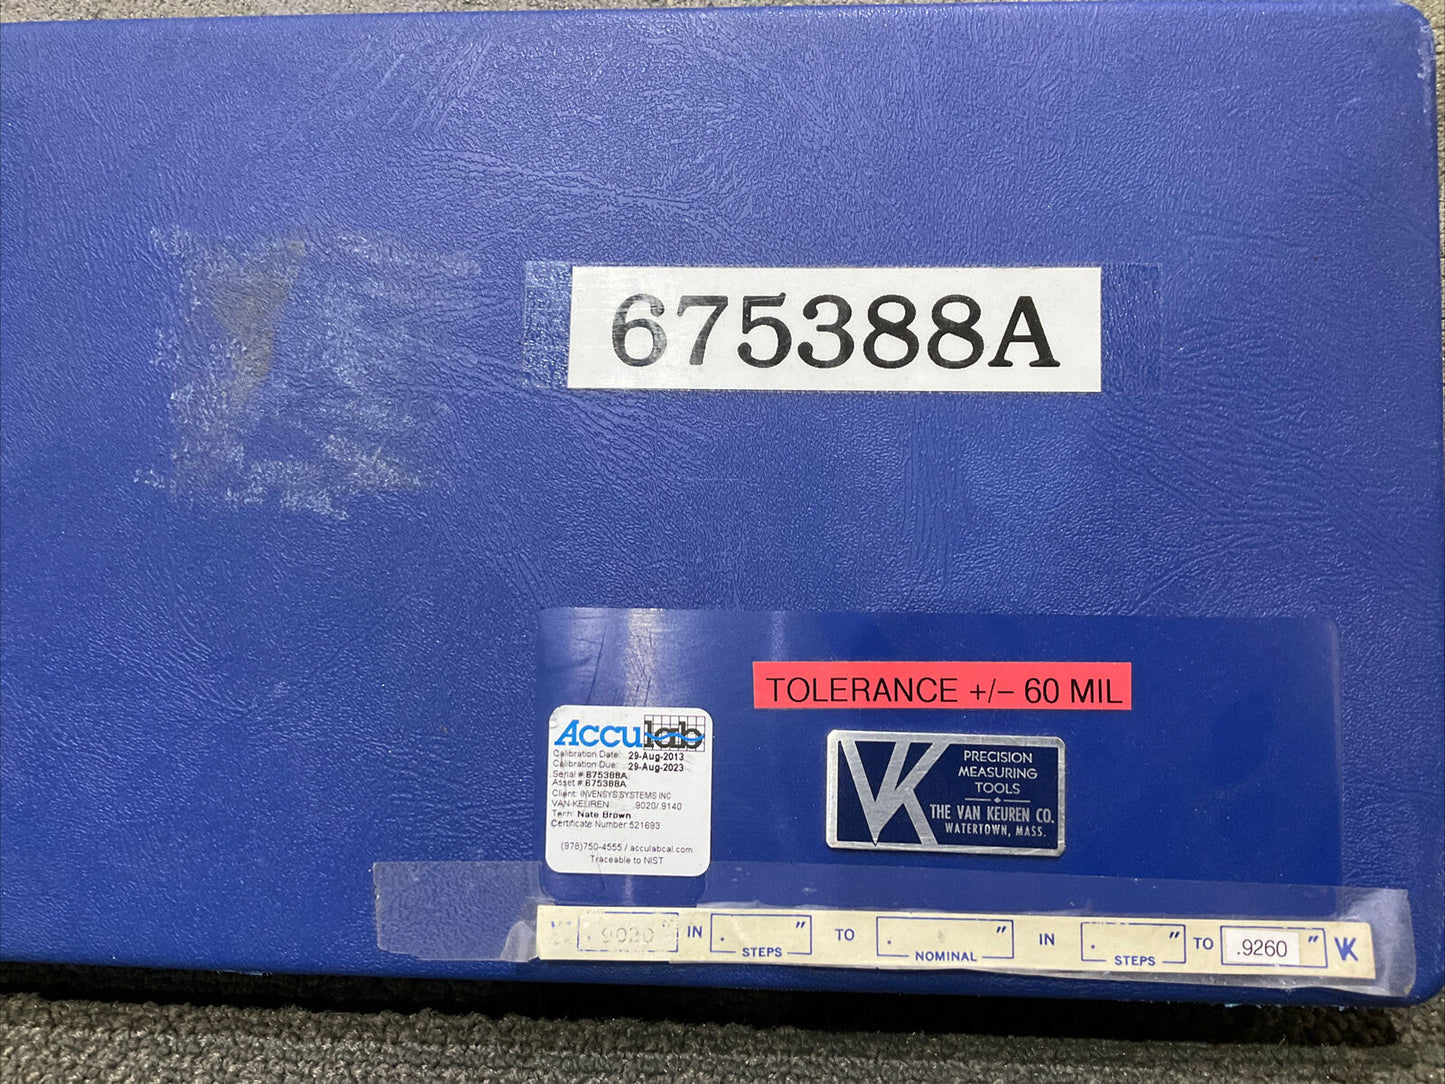 675388A
TOLERANCE +/– 60 MIL
Acculab
Calibration Date: 29-Aug-2013
Calibration Due: 29-Aug-2023
Serial # 675388A
Asset #: 675388A
Client: INVENSYS SYSTEMS INC
VAN KEUREN .9020/.9140
Tech: Nate Brown
Certificate Number: 521693
(978)750-4555 / acculabcal.com
Traceable to NIST
VK
PRECISION
MEASURING
TOOLS
THE VAN KEUREN CO.
WATERTOWN, MASS.
VK .9020 " IN . " STEPS TO . " NOMINAL IN . " STEPS TO .9260 " VK